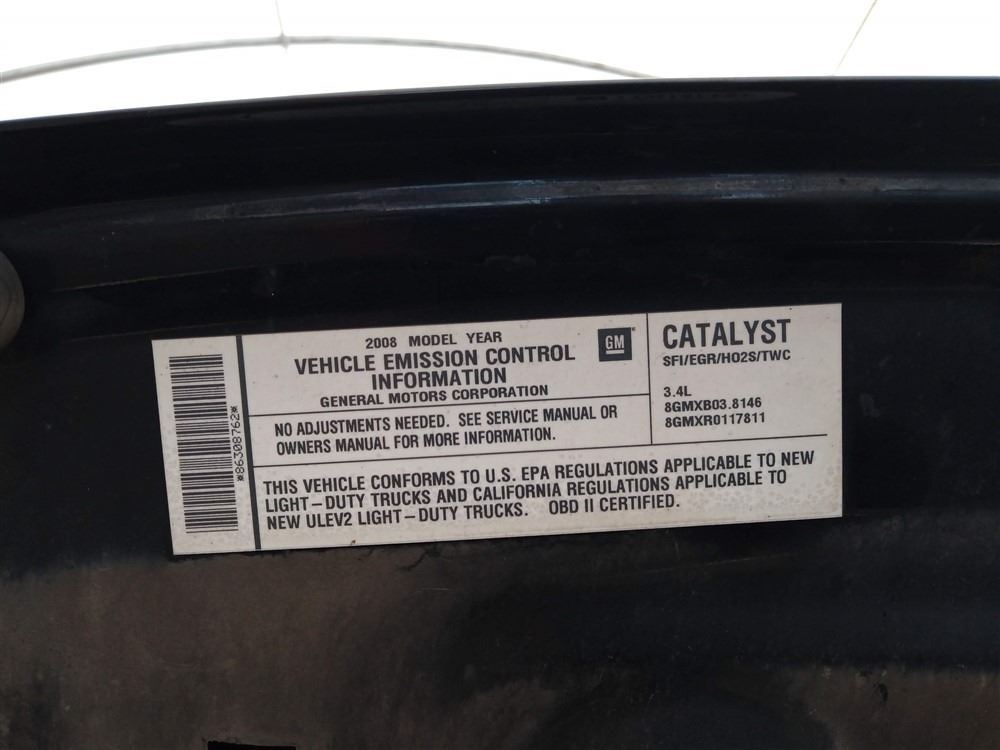 2008 MODEL YEAR
VEHICLE EMISSION CONTROL
INFORMATION
GENERAL MOTORS CORPORATION
GM
NO ADJUSTMENTS NEEDED. SEE SERVICE MANUAL OR
OWNERS MANUAL FOR MORE INFORMATION.
CATALYST
SFI/EGR/HO2S/TWC
3.4L
8GMXB03.8146
8GMXR0117811
THIS VEHICLE CONFORMS TO U.S. EPA REGULATIONS APPLICABLE TO NEW
LIGHT-DUTY TRUCKS AND CALIFORNIA REGULATIONS APPLICABLE TO
NEW ULEV2 LIGHT-DUTY TRUCKS. OBD II CERTIFIED.
*86308762*